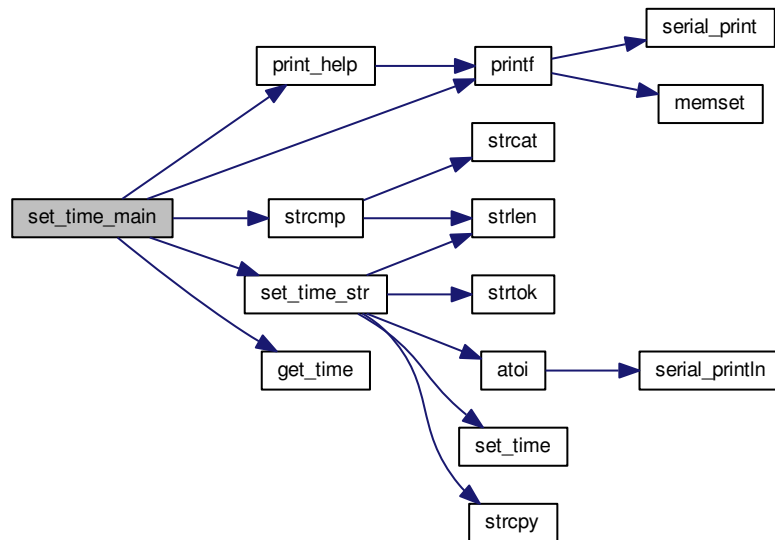 serial_print
print_help
printf
memset
strcat
set_time_main
strcmp
strlen
set_time_str
strtok
get_time
atoi
serial_println
set_time
strcpy